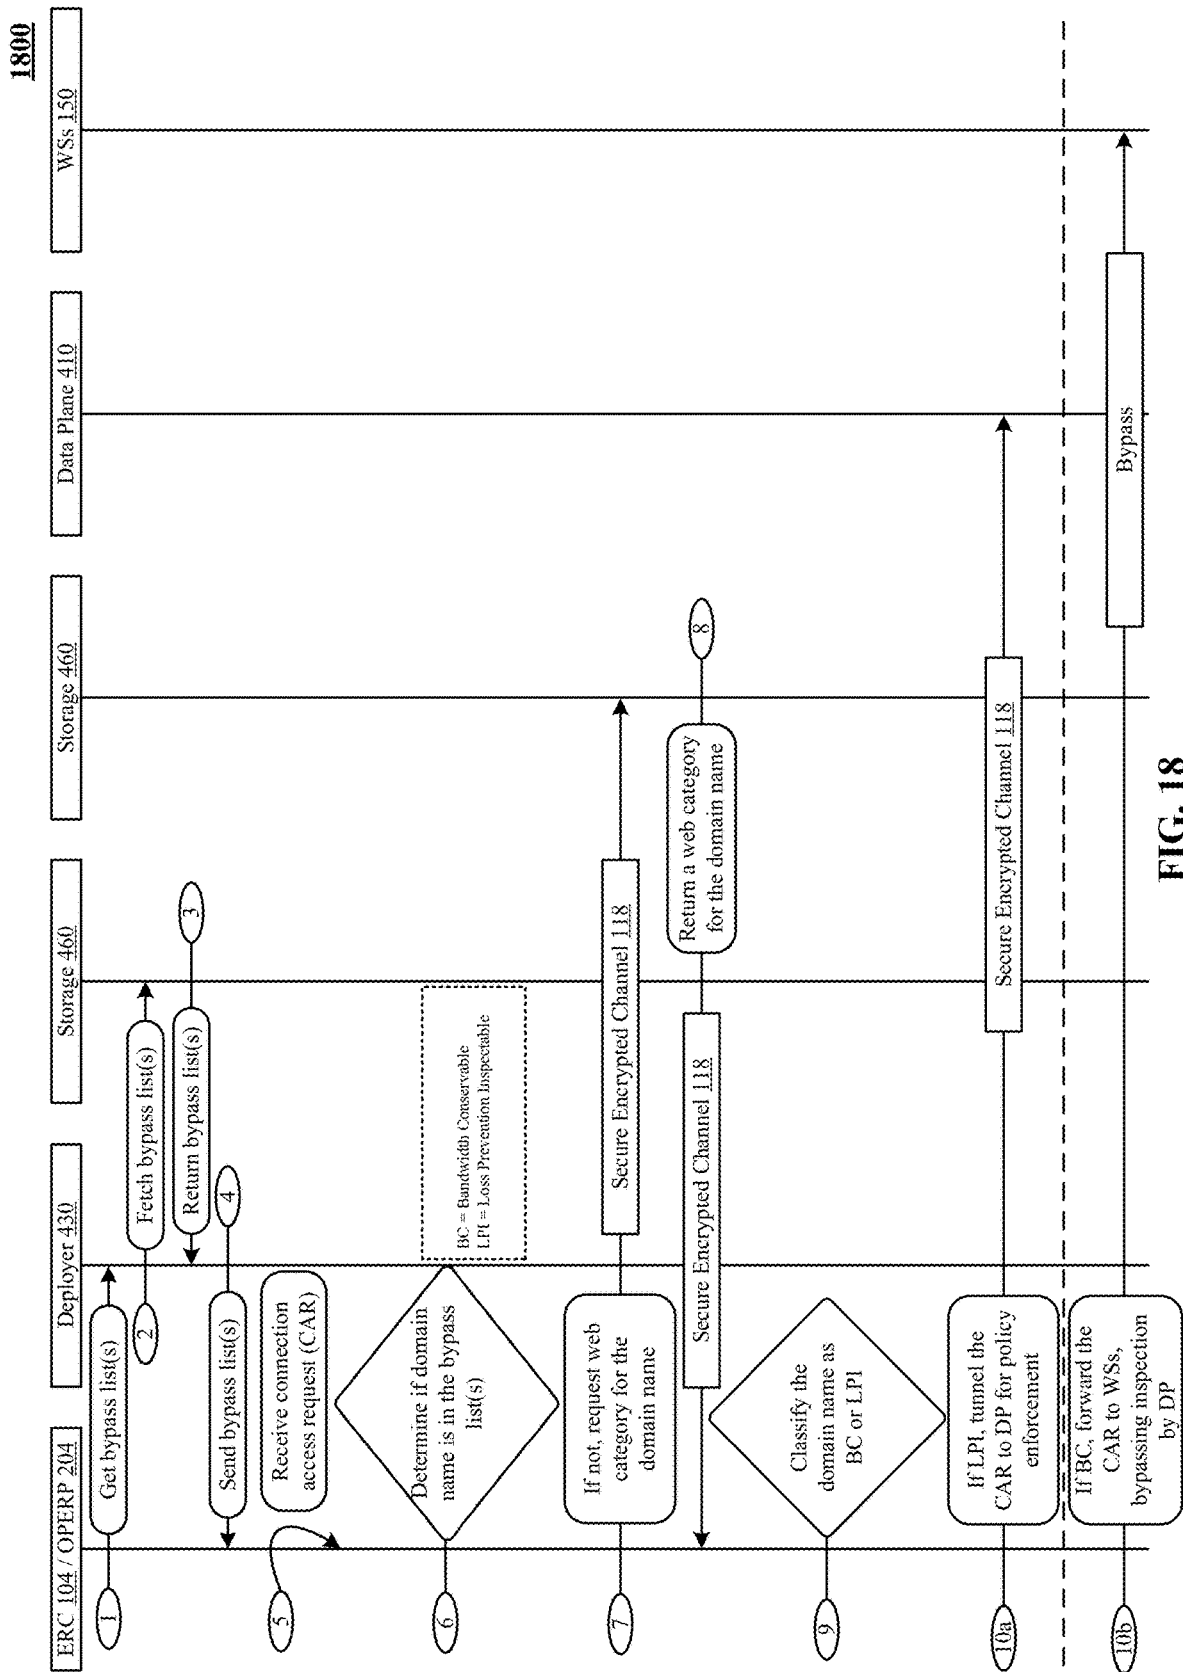 1800
ERC 104 / OPERP 204
Deployer 430
Storage 460
Storage 460
Data Plane 410
WSs 150
1
Get bypass list(s)
2
Fetch bypass list(s)
Return bypass list(s)
3
Send bypass list(s)
4
5
Receive connection
access request (CAR)
6
Determine if domain
name is in the bypass
list(s)
BC = Bandwidth Conservable
LPI = Loss Prevention Inspectable
7
If not, request web
category for the
domain name
Secure Encrypted Channel 118
Secure Encrypted Channel 118
Return a web category
for the domain name
8
9
Classify the
domain name as
BC or LPI
10a
If LPI, tunnel the
CAR to DP for policy
enforcement
Secure Encrypted Channel 118
10b
If BC, forward the
CAR to WSs,
bypassing inspection
by DP
Bypass
FIG. 18